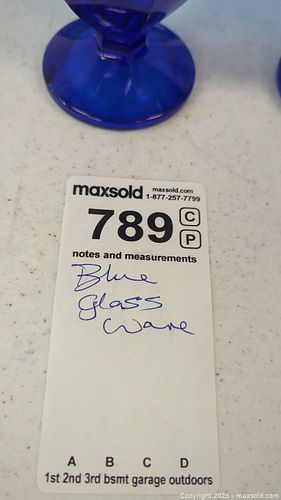 maxsold maxsold.com
1-877-257-7799
789 C
P
notes and measurements
Blue
glass
ware
A B C D
1st 2nd 3rd bsmt garage outdoors
© Copyright 2025 - maxsold.com